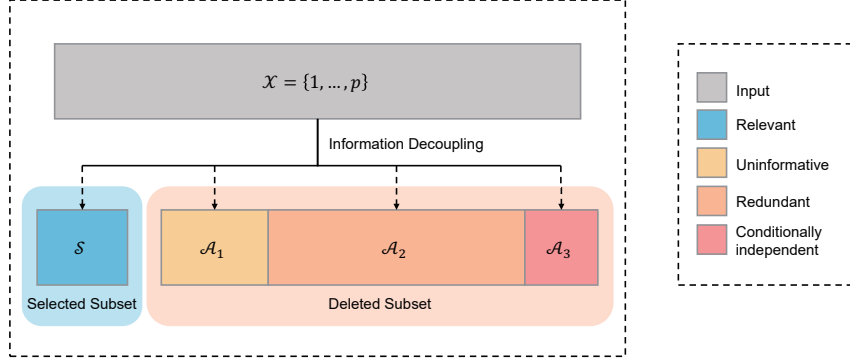 𝒳 = {1, ..., p}
Information Decoupling
𝒮
𝒜₁
𝒜₂
𝒜₃
Selected Subset
Deleted Subset
Input
Relevant
Uninformative
Redundant
Conditionally
independent